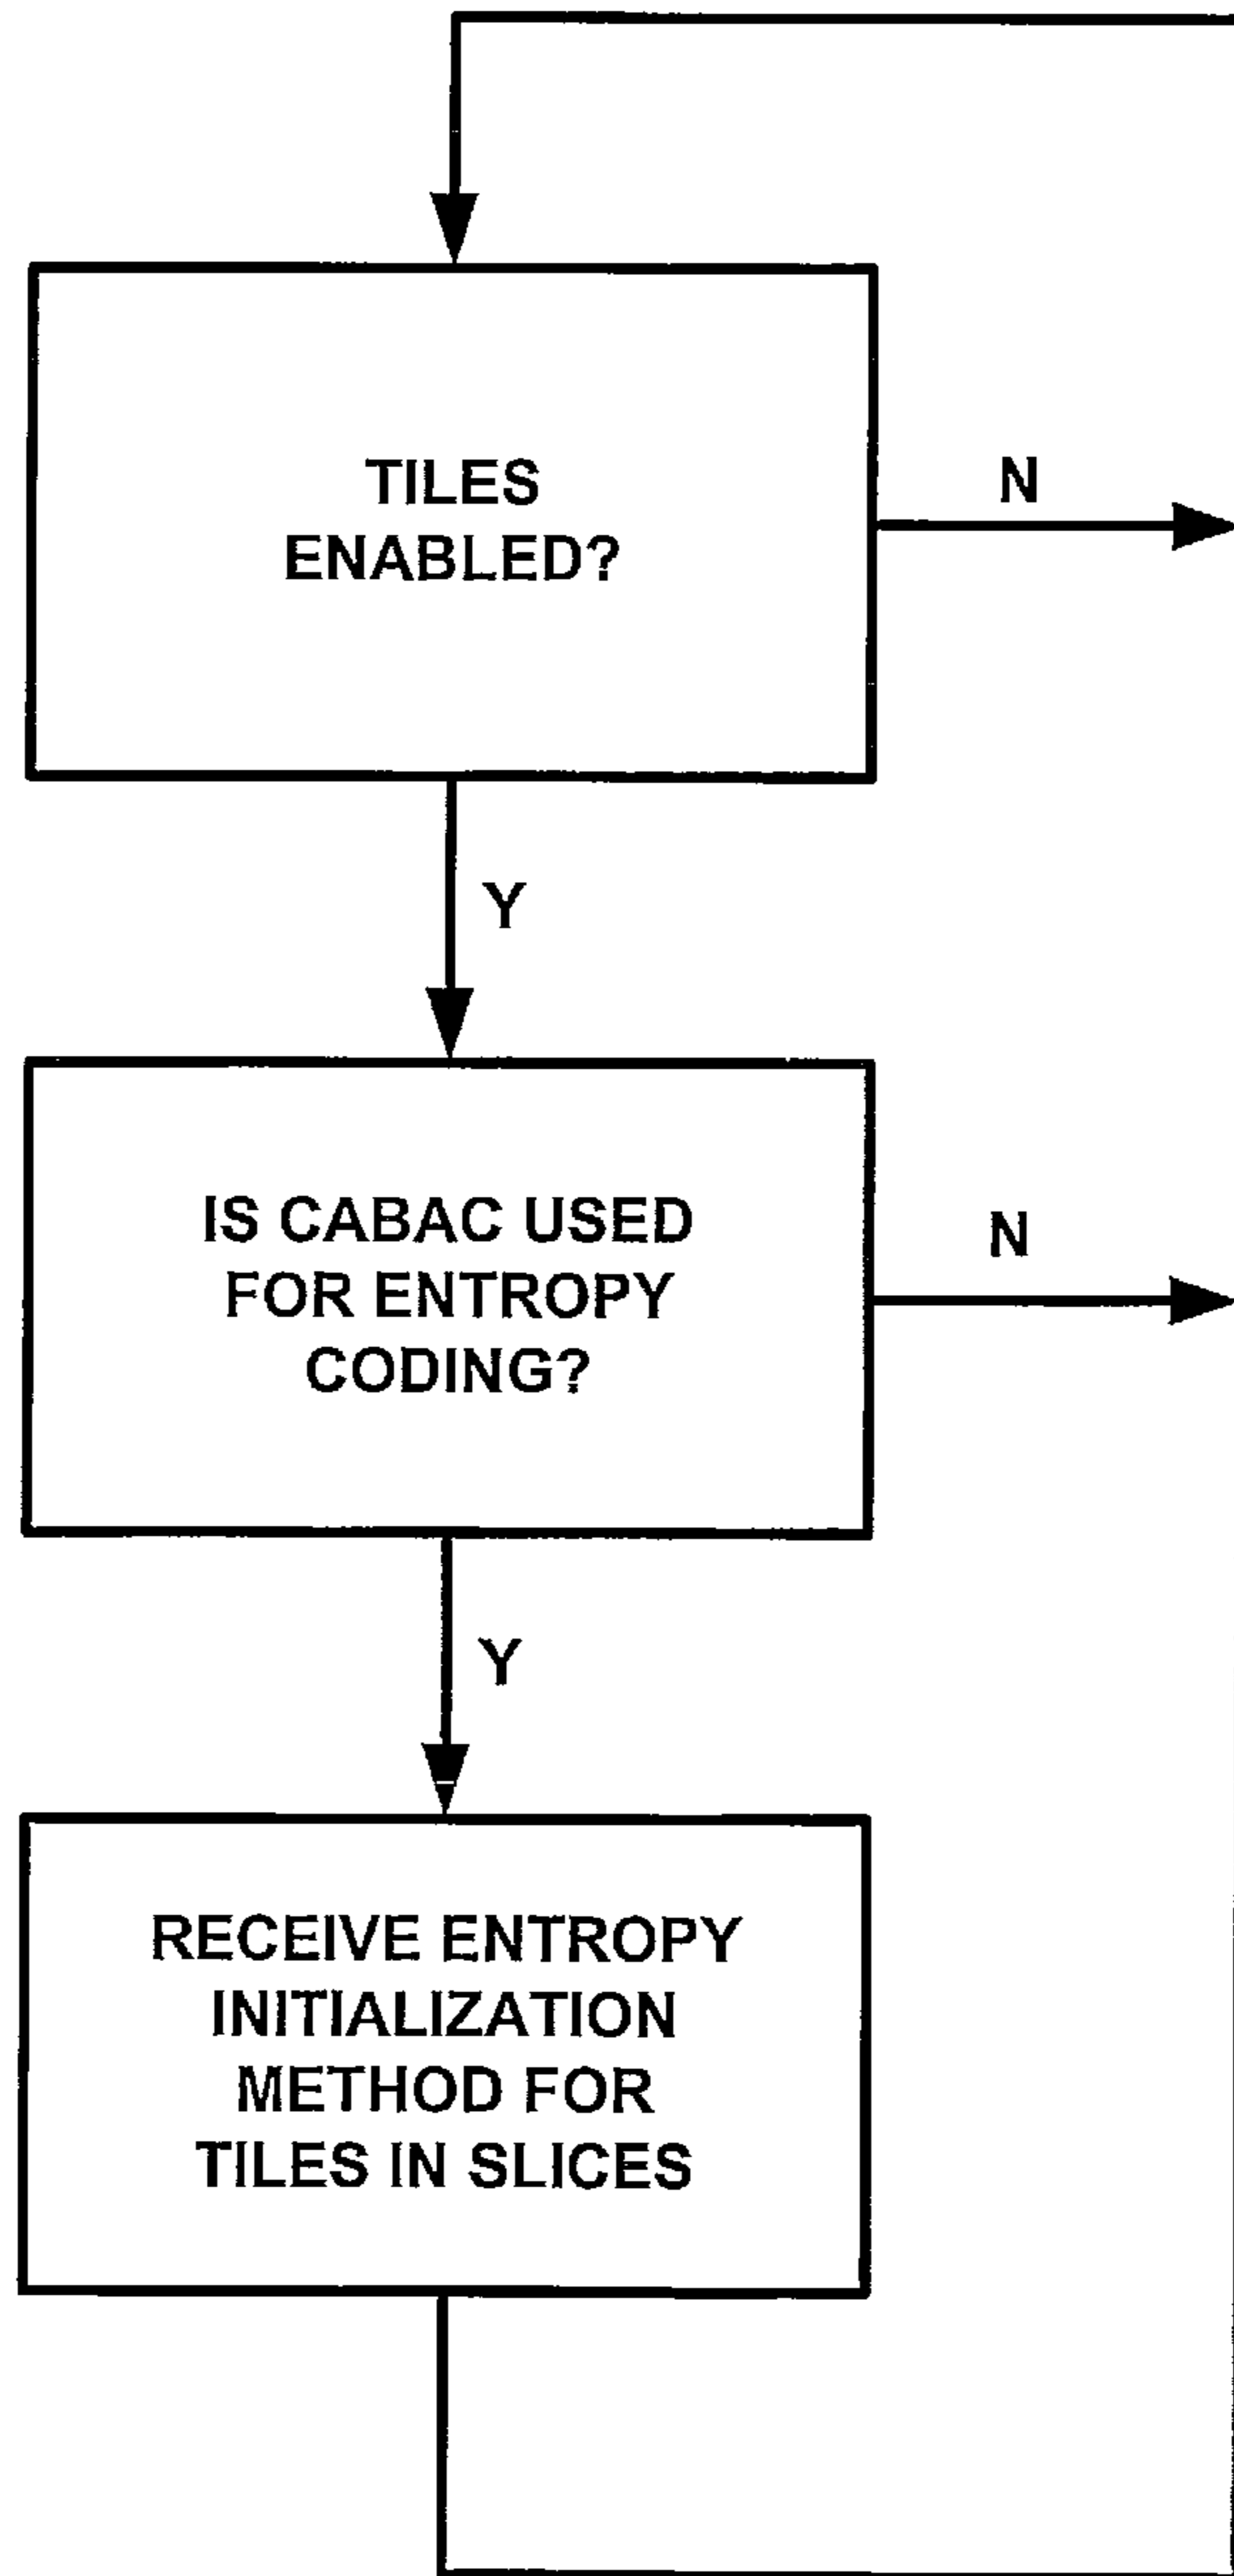 TILES
ENABLED?
N
Y
IS CABAC USED
FOR ENTROPY
CODING?
N
Y
RECEIVE ENTROPY
INITIALIZATION
METHOD FOR
TILES IN SLICES